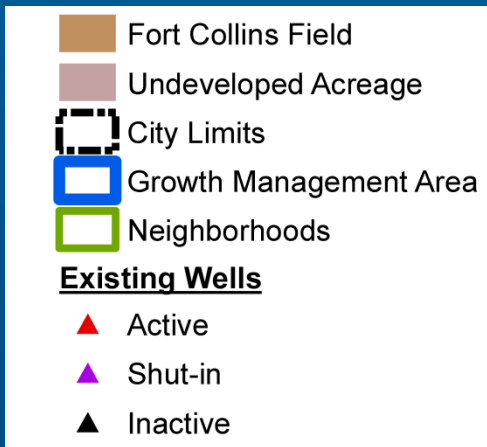 Fort Collins Field
Undeveloped Acreage
City Limits
Growth Management Area
Neighborhoods
Existing Wells
Active
Shut-in
Inactive